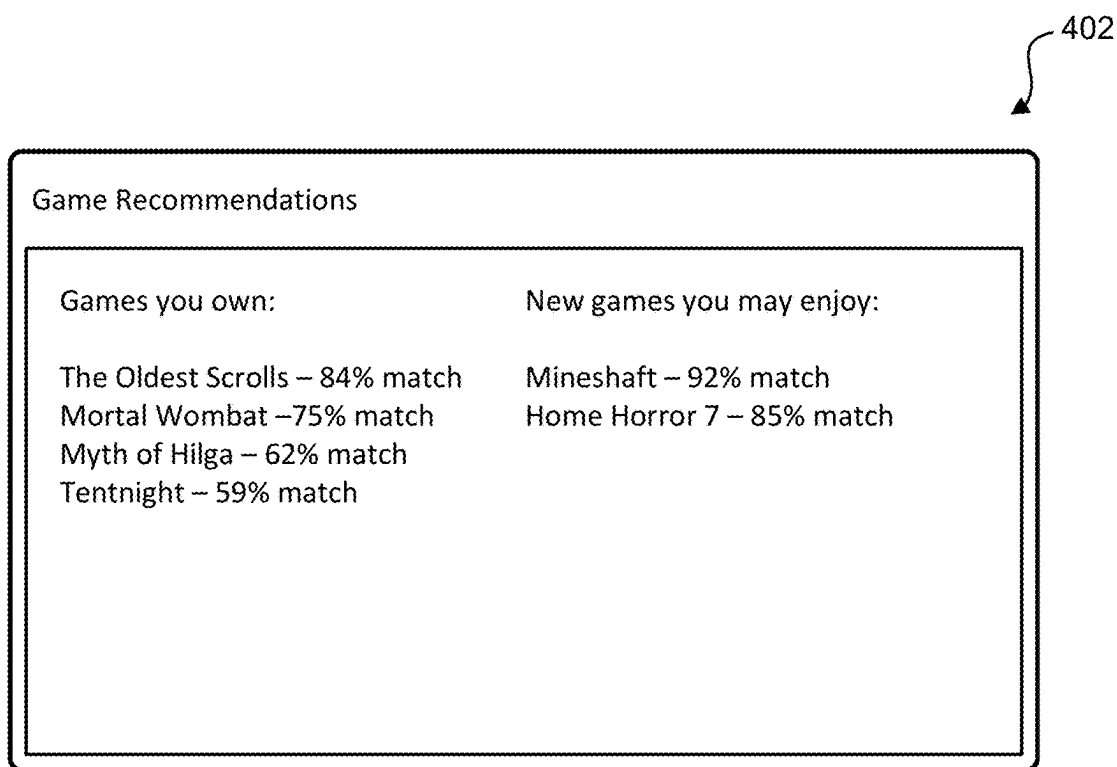 402
Game Recommendations
Games you own:
The Oldest Scrolls – 84% match
Mortal Wombat –75% match
Myth of Hilga – 62% match
Tentnight – 59% match
New games you may enjoy:
Mineshaft – 92% match
Home Horror 7 – 85% match